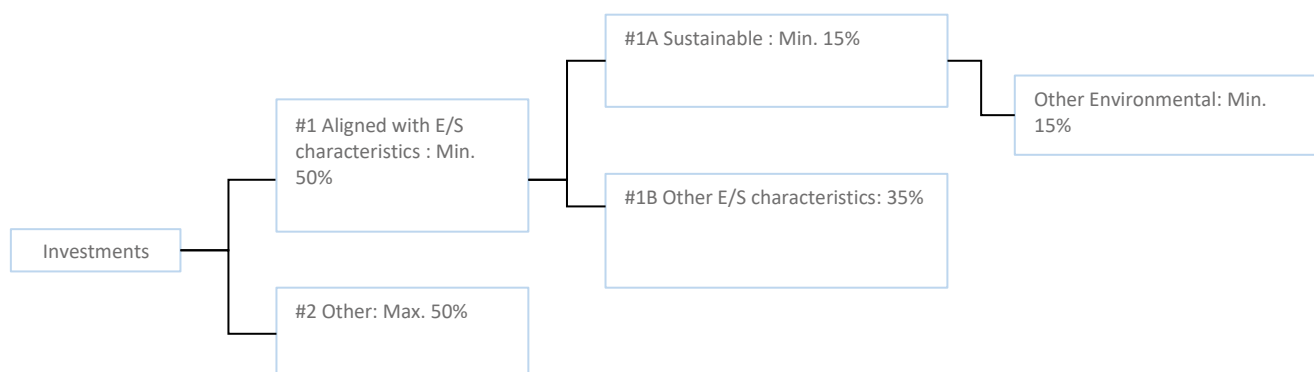 #1A Sustainable : Min. 15%
Other Environmental: Min.
15%
#1 Aligned with E/S
characteristics : Min.
50%
#1B Other E/S characteristics: 35%
Investments
#2 Other: Max. 50%